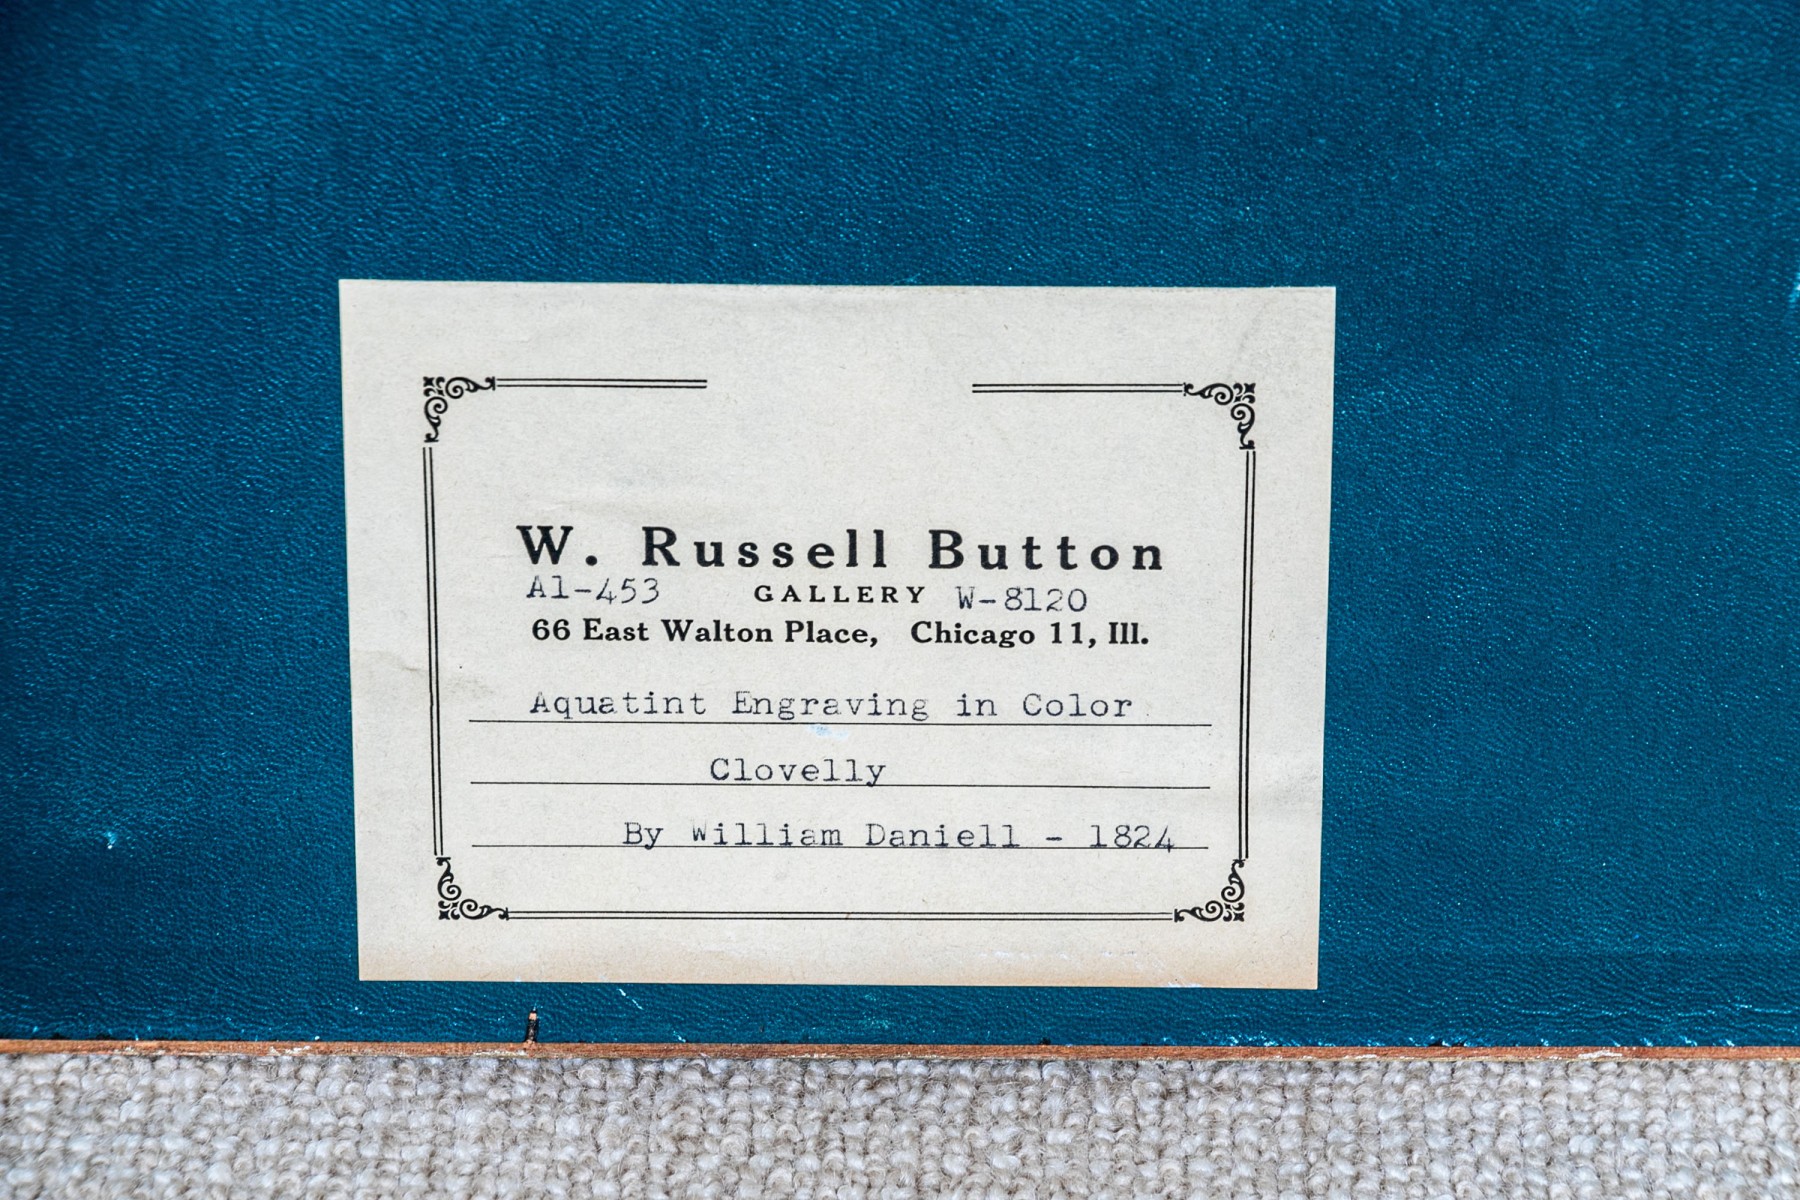 W. Russell Button
A1-453 GALLERY W-8120
66 East Walton Place, Chicago 11, Ill.
Aquatint Engraving in Color
Clovelly
By William Daniell - 1824